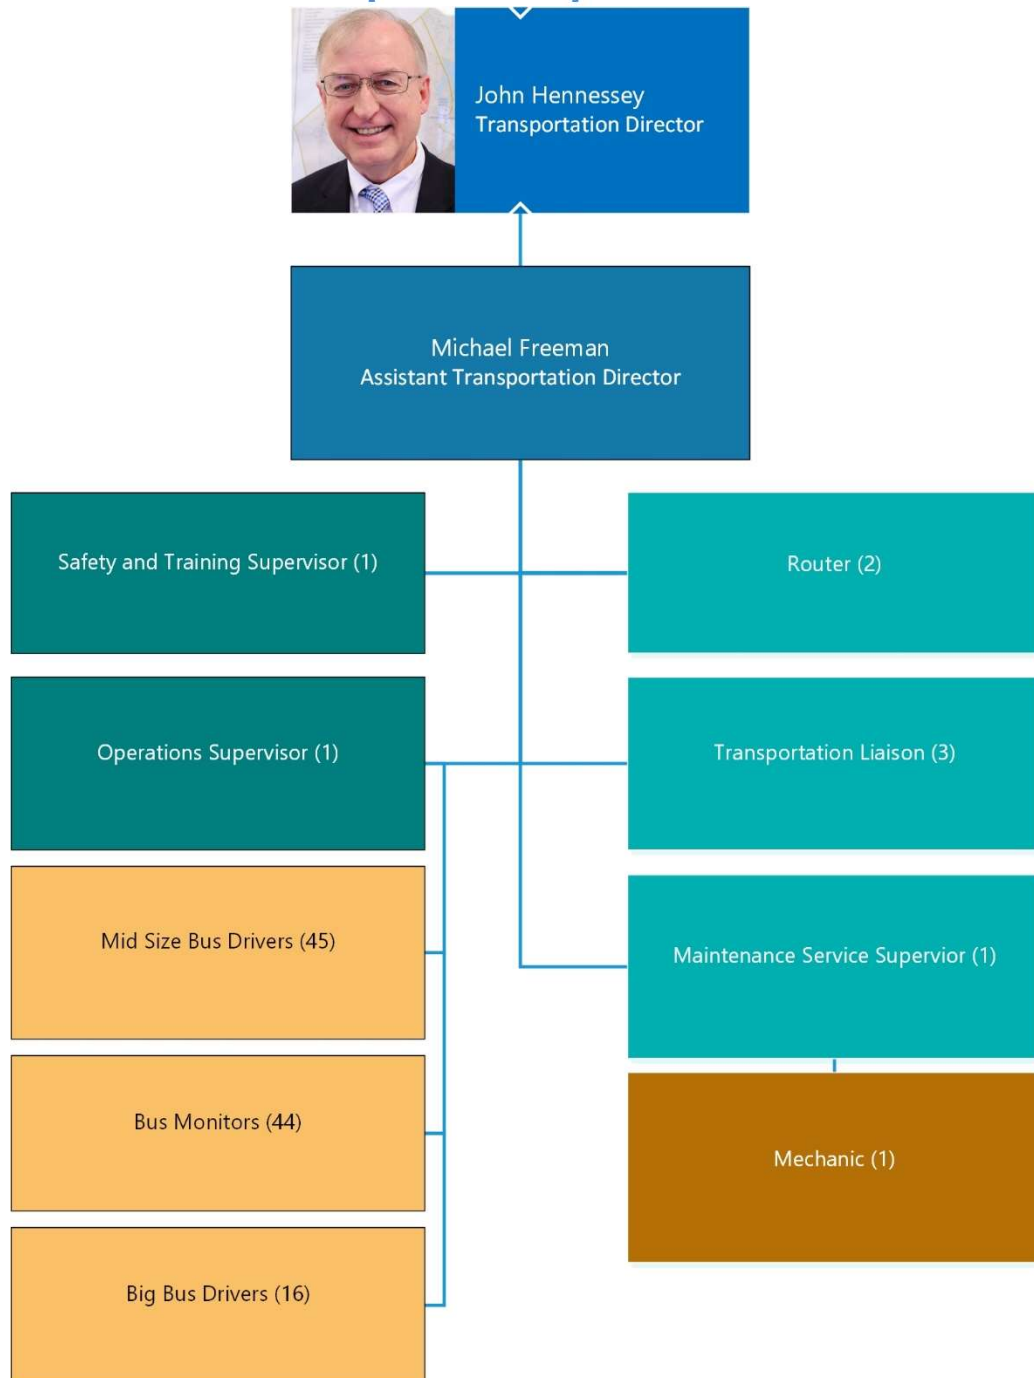 John Hennessey
Transportation Director
Michael Freeman
Assistant Transportation Director
Safety and Training Supervisor (1)
Router (2)
Operations Supervisor (1)
Transportation Liaison (3)
Mid Size Bus Drivers (45)
Maintenance Service Supervior (1)
Bus Monitors (44)
Mechanic (1)
Big Bus Drivers (16)